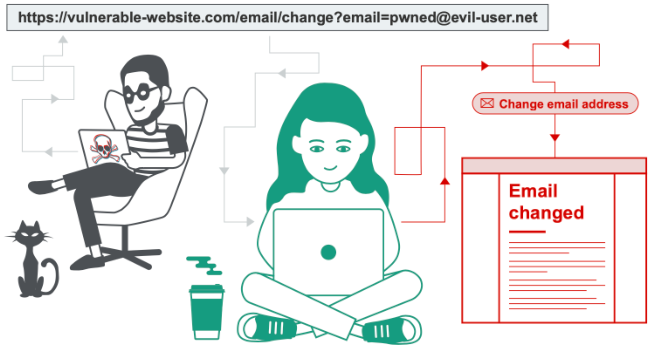 https://vulnerable-website.com/email/change?email=pwned@evil-user.net
Change email address
Email
changed